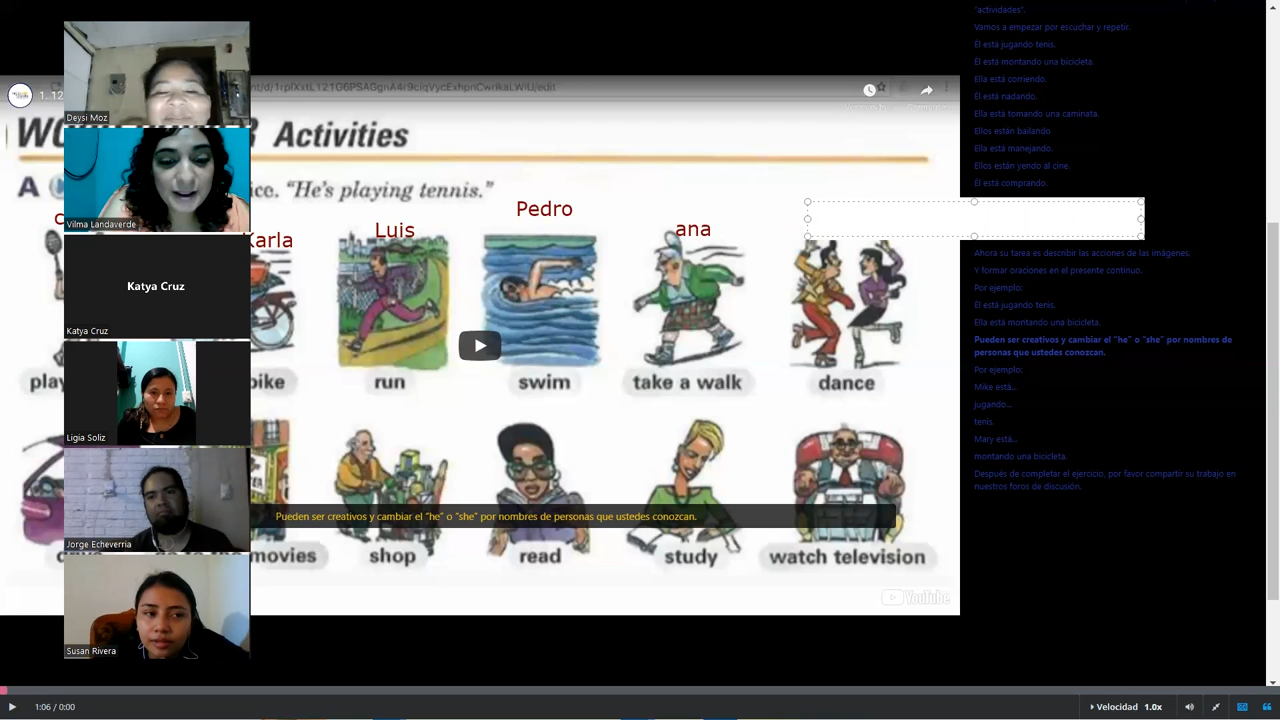 "actividades".
Vamos a empezar por escuchar y repetir.
Él está jugando tenis.
Él está montando una bicicleta.
Ella está corriendo.
Él está nadando.
Ella está tomando una caminata.
Ellos están bailando
Ella está manejando.
Ellos están yendo al cine.
Él está comprando.
Ahora su tarea es describir las acciones de las imágenes.
Y formar oraciones en el presente continuo.
Por ejemplo:
Él está jugando tenis.
Ella está montando una bicicleta.
Pueden ser creativos y cambiar el "he" o "she" por nombres de
personas que ustedes conozcan.
Por ejemplo:
Mike está...
jugando...
tenis.
Mary está...
montando una bicicleta.
Después de completar el ejercicio, por favor compartir su trabajo en
nuestros foros de discusión.
1. 12
Activities
A
"He's playing tennis."
Karla
Luis
Pedro
ana
play
bike
run
swim
take a walk
dance
movies
shop
read
study
watch television
Pueden ser creativos y cambiar el "he" o "she" por nombres de personas que ustedes conozcan.
YouTube
Deysi Moz
Vilma Landaverde
Katya Cruz
Katya Cruz
Ligia Soliz
Jorge Echeverria
Susan Rivera
1:06 / 0:00
Velocidad 1.0x